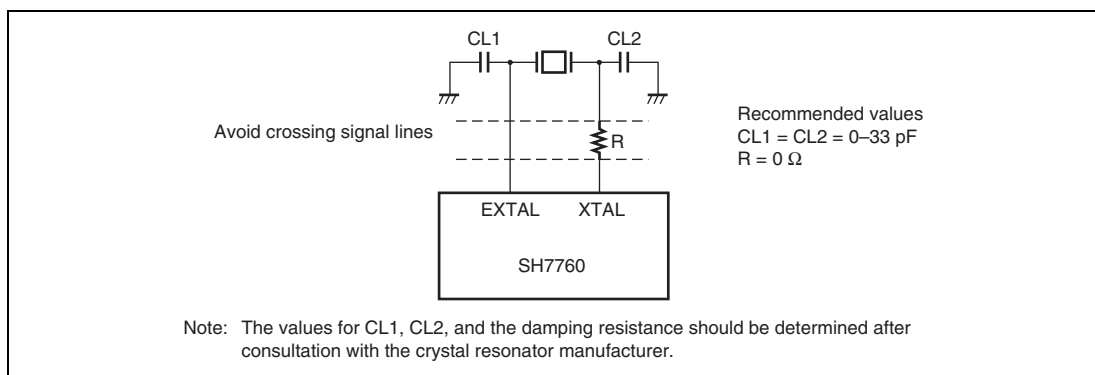 CL1
CL2
Avoid crossing signal lines
R
Recommended values
CL1 = CL2 = 0–33 pF
R = 0 Ω
EXTAL
XTAL
SH7760
Note: The values for CL1, CL2, and the damping resistance should be determined after
consultation with the crystal resonator manufacturer.